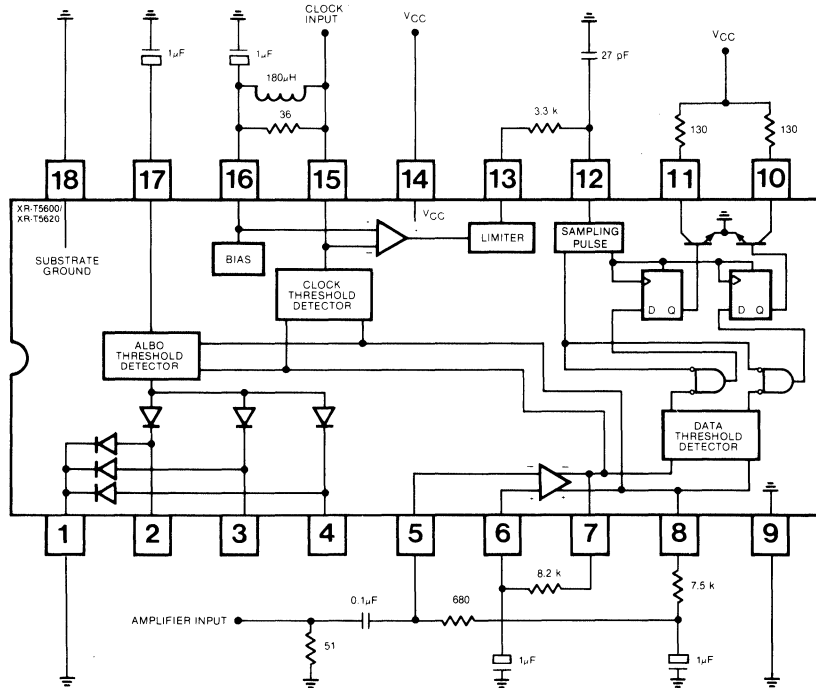 CLOCK
INPUT
VCC
1µF
1µF
180µH
36
27 pF
3.3 k
VCC
130
130
18
17
16
15
14
13
12
11
10
XR-T5600/
XR-T5620
SUBSTRATE
GROUND
BIAS
VCC
LIMITER
SAMPLING
PULSE
CLOCK
THRESHOLD
DETECTOR
D Q
D Q
ALBO
THRESHOLD
DETECTOR
DATA
THRESHOLD
DETECTOR
1
2
3
4
5
6
7
8
9
8.2 k
7.5 k
0.1µF
680
AMPLIFIER INPUT
51
1µF
1µF